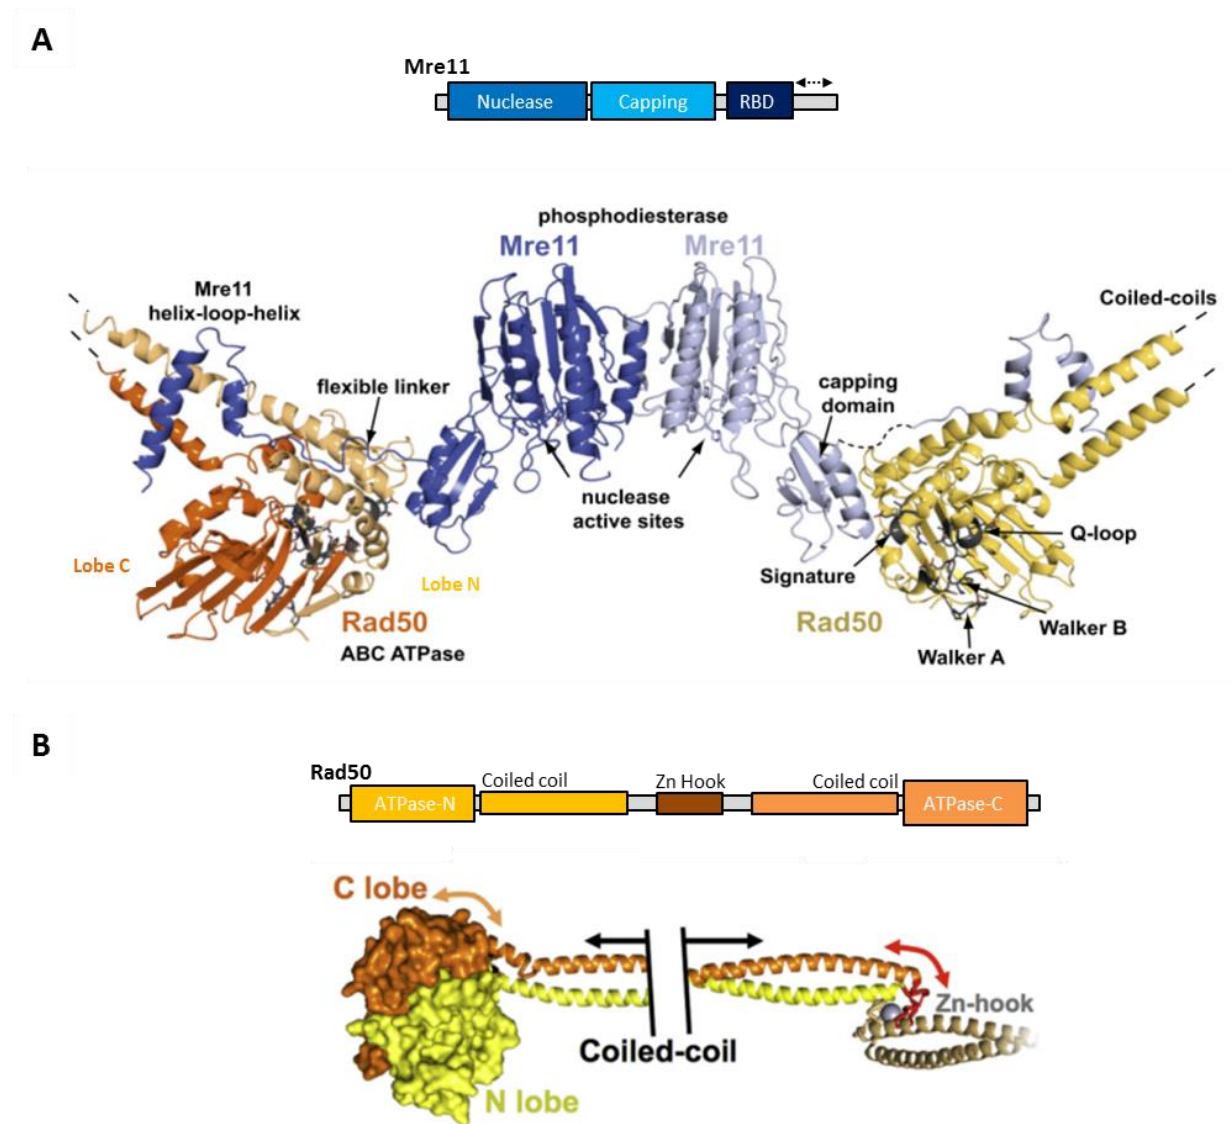 A
Mre11
Nuclease
Capping
RBD
phosphodiesterase
Mre11
Mre11
Mre11
helix-loop-helix
Coiled-coils
flexible linker
capping
domain
nuclease
active sites
Q-loop
Lobe C
Lobe N
Signature
Rad50
ABC ATPase
Rad50
Walker B
Walker A
B
Rad50
Coiled coil
Zn Hook
Coiled coil
ATPase-N
ATPase-C
C lobe
Zn-hook
Coiled-coil
N lobe